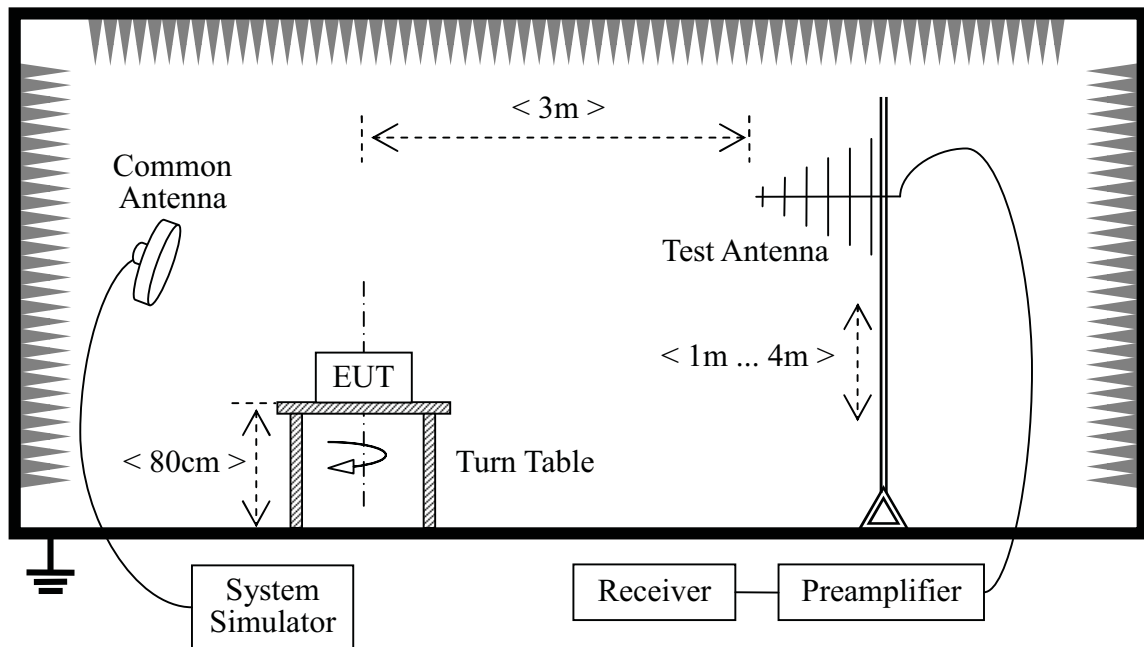 < 3m >
Common
Antenna
Test Antenna
< 1m ... 4m >
EUT
< 80cm >
Turn Table
System
Simulator
Receiver
Preamplifier